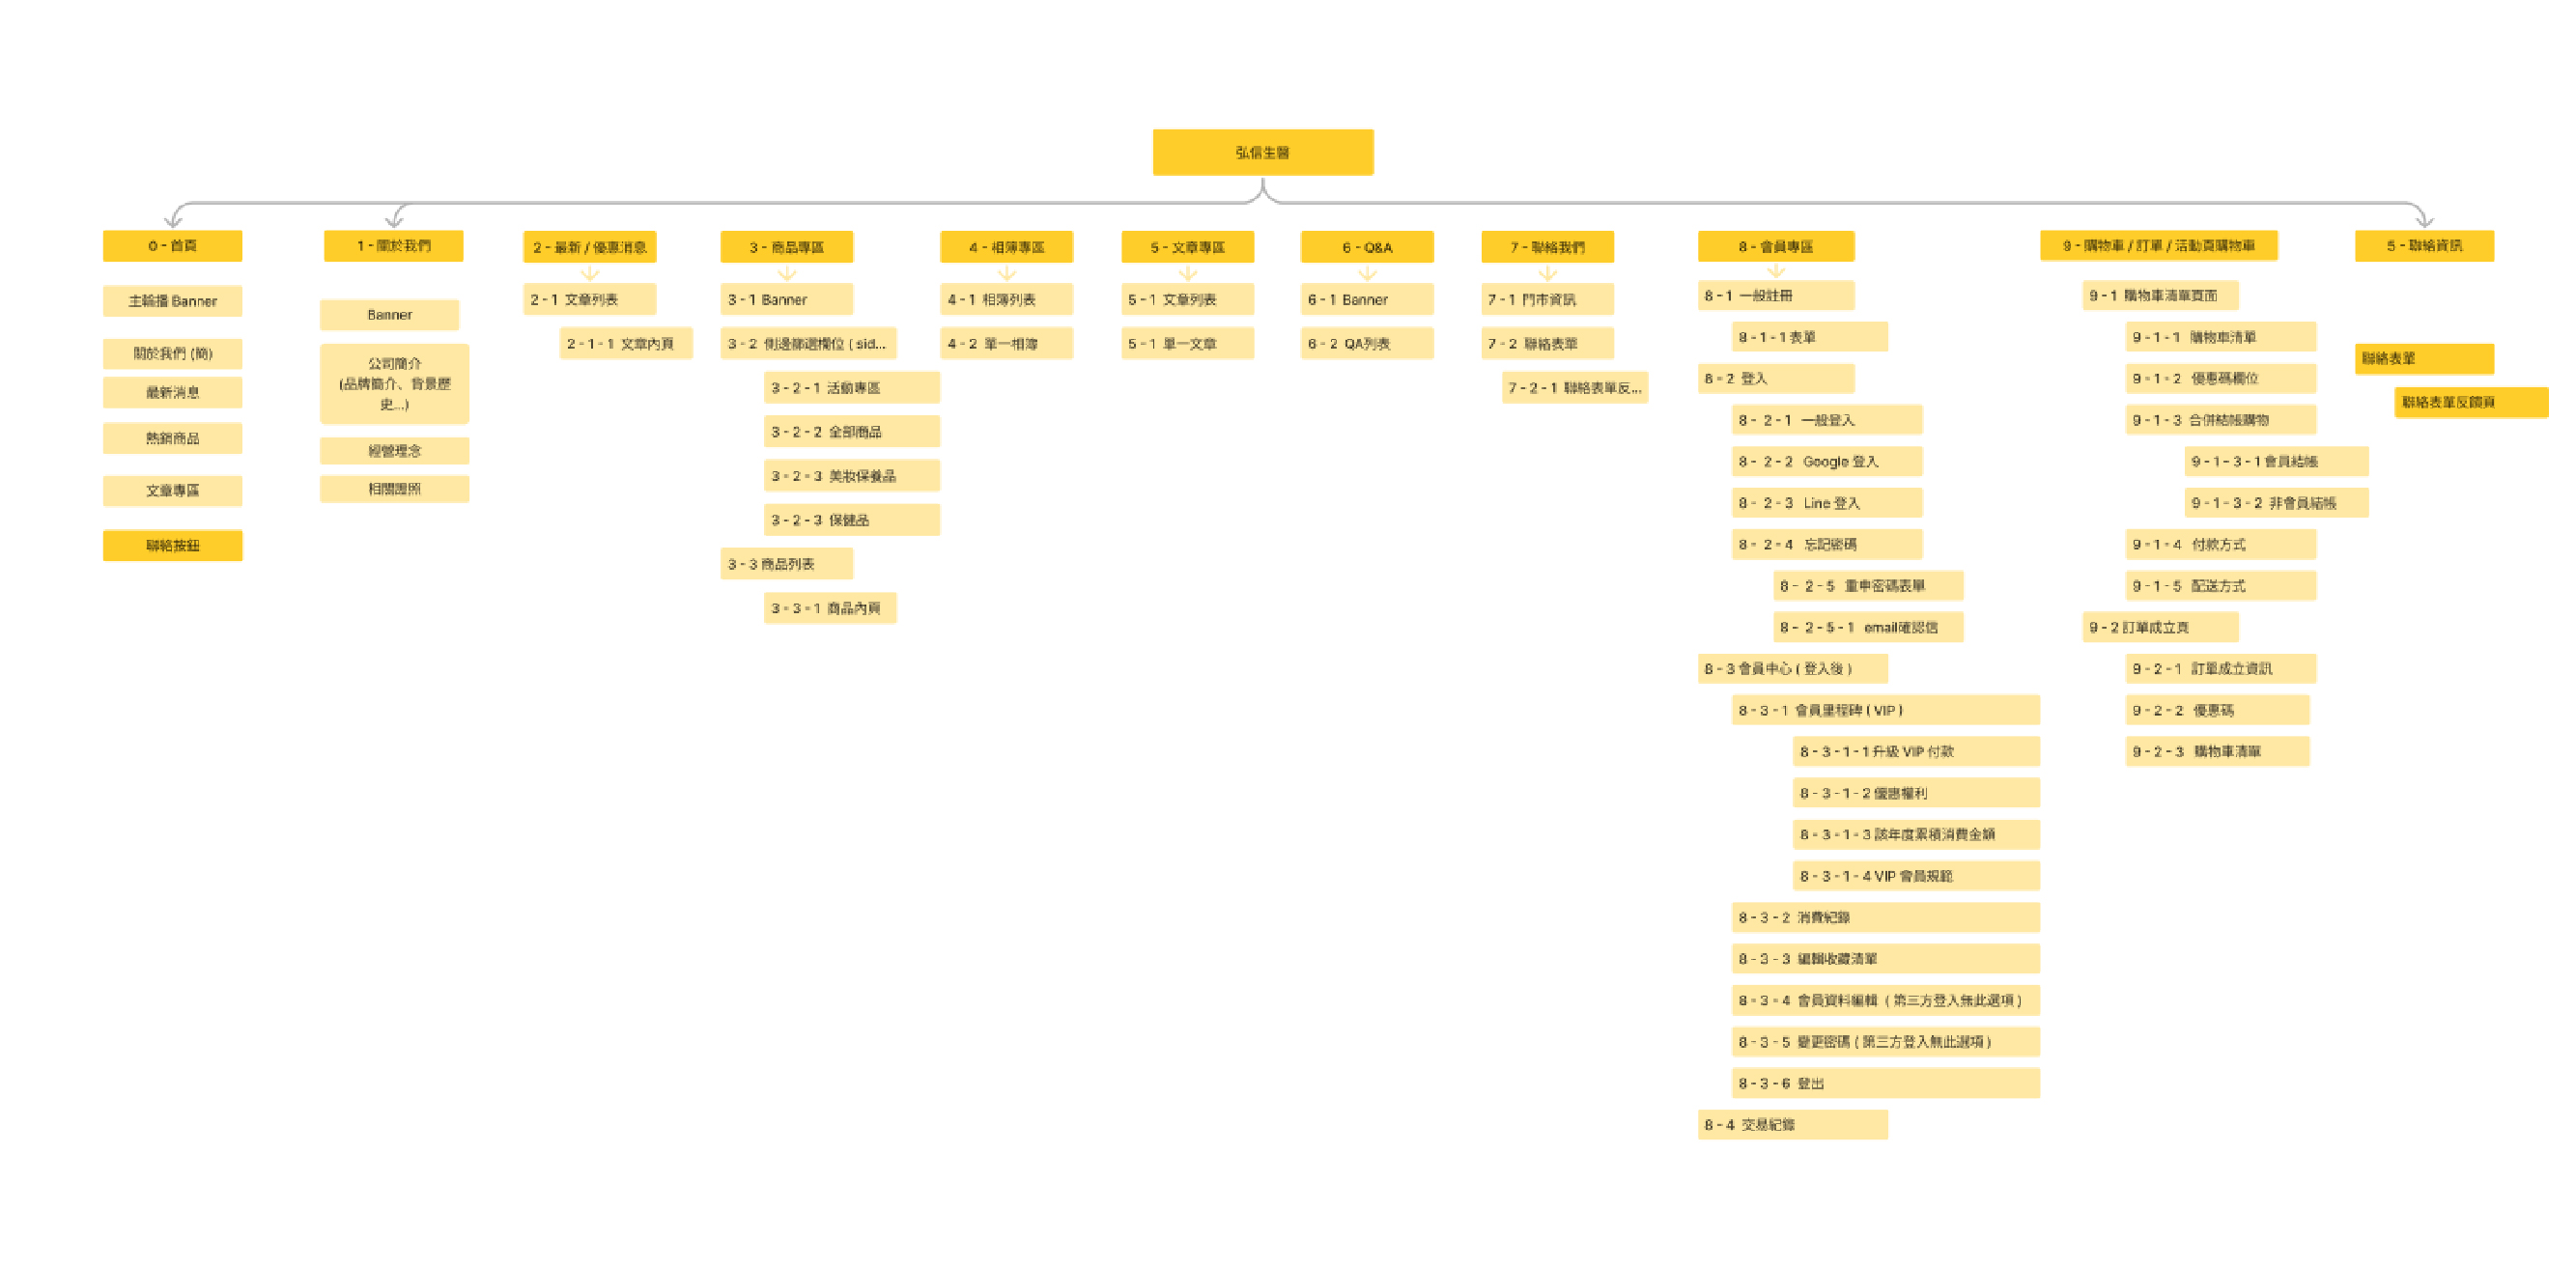 弘信生醫
0 - 首頁
主輪播 Banner
關於我們 (簡)
最新消息
熱銷商品
文章專區
聯絡按鈕
1 - 關於我們
Banner
公司簡介
(品牌簡介、背景歷
史...)
經營理念
相關證照
2 - 最新 / 優惠消息
2 - 1 文章列表
2 - 1 - 1 文章內頁
3 - 商品專區
3 - 1 Banner
3 - 2 側邊篩選欄位 ( sid...
3 - 2 - 1 活動專區
3 - 2 - 2 全部商品
3 - 2 - 3 美妝保養品
3 - 2 - 3 保健品
3 - 3 商品列表
3 - 3 - 1 商品內頁
4 - 相簿專區
4 - 1 相簿列表
4 - 2 單一相簿
5 - 文章專區
5 - 1 文章列表
5 - 1 單一文章
6 - Q&A
6 - 1 Banner
6 - 2 QA列表
7 - 聯絡我們
7 - 1 門市資訊
7 - 2 聯絡表單
7 - 2 - 1 聯絡表單反...
8 - 會員專區
8 - 1 一般註冊
8 - 1 - 1 表單
8 - 2 登入
8 - 2 - 1 一般登入
8 - 2 - 2 Google 登入
8 - 2 - 3 Line 登入
8 - 2 - 4 忘記密碼
8 - 2 - 5 重申密碼表單
8 - 2 - 5 - 1 email確認信
8 - 3 會員中心 ( 登入後 )
8 - 3 - 1 會員里程碑 ( VIP )
8 - 3 - 1 - 1 升級 VIP 付款
8 - 3 - 1 - 2 優惠權利
8 - 3 - 1 - 3 該年度累積消費金額
8 - 3 - 1 - 4 VIP 會員規範
8 - 3 - 2 消費紀錄
8 - 3 - 3 編輯收藏清單
8 - 3 - 4 會員資料編輯 ( 第三方登入無此選項 )
8 - 3 - 5 變更密碼 ( 第三方登入無此選項 )
8 - 3 - 6 登出
8 - 4 交易紀錄
9 - 購物車 / 訂單 / 活動頁購物車
9 - 1 購物車清單頁面
9 - 1 - 1 購物車清單
9 - 1 - 2 優惠碼欄位
9 - 1 - 3 合併結帳購物
9 - 1 - 3 - 1 會員結帳
9 - 1 - 3 - 2 非會員結帳
9 - 1 - 4 付款方式
9 - 1 - 5 配送方式
9 - 2 訂單成立頁
9 - 2 - 1 訂單成立資訊
9 - 2 - 2 優惠碼
9 - 2 - 3 購物車清單
5 - 聯絡資訊
聯絡表單
聯絡表單反饋頁